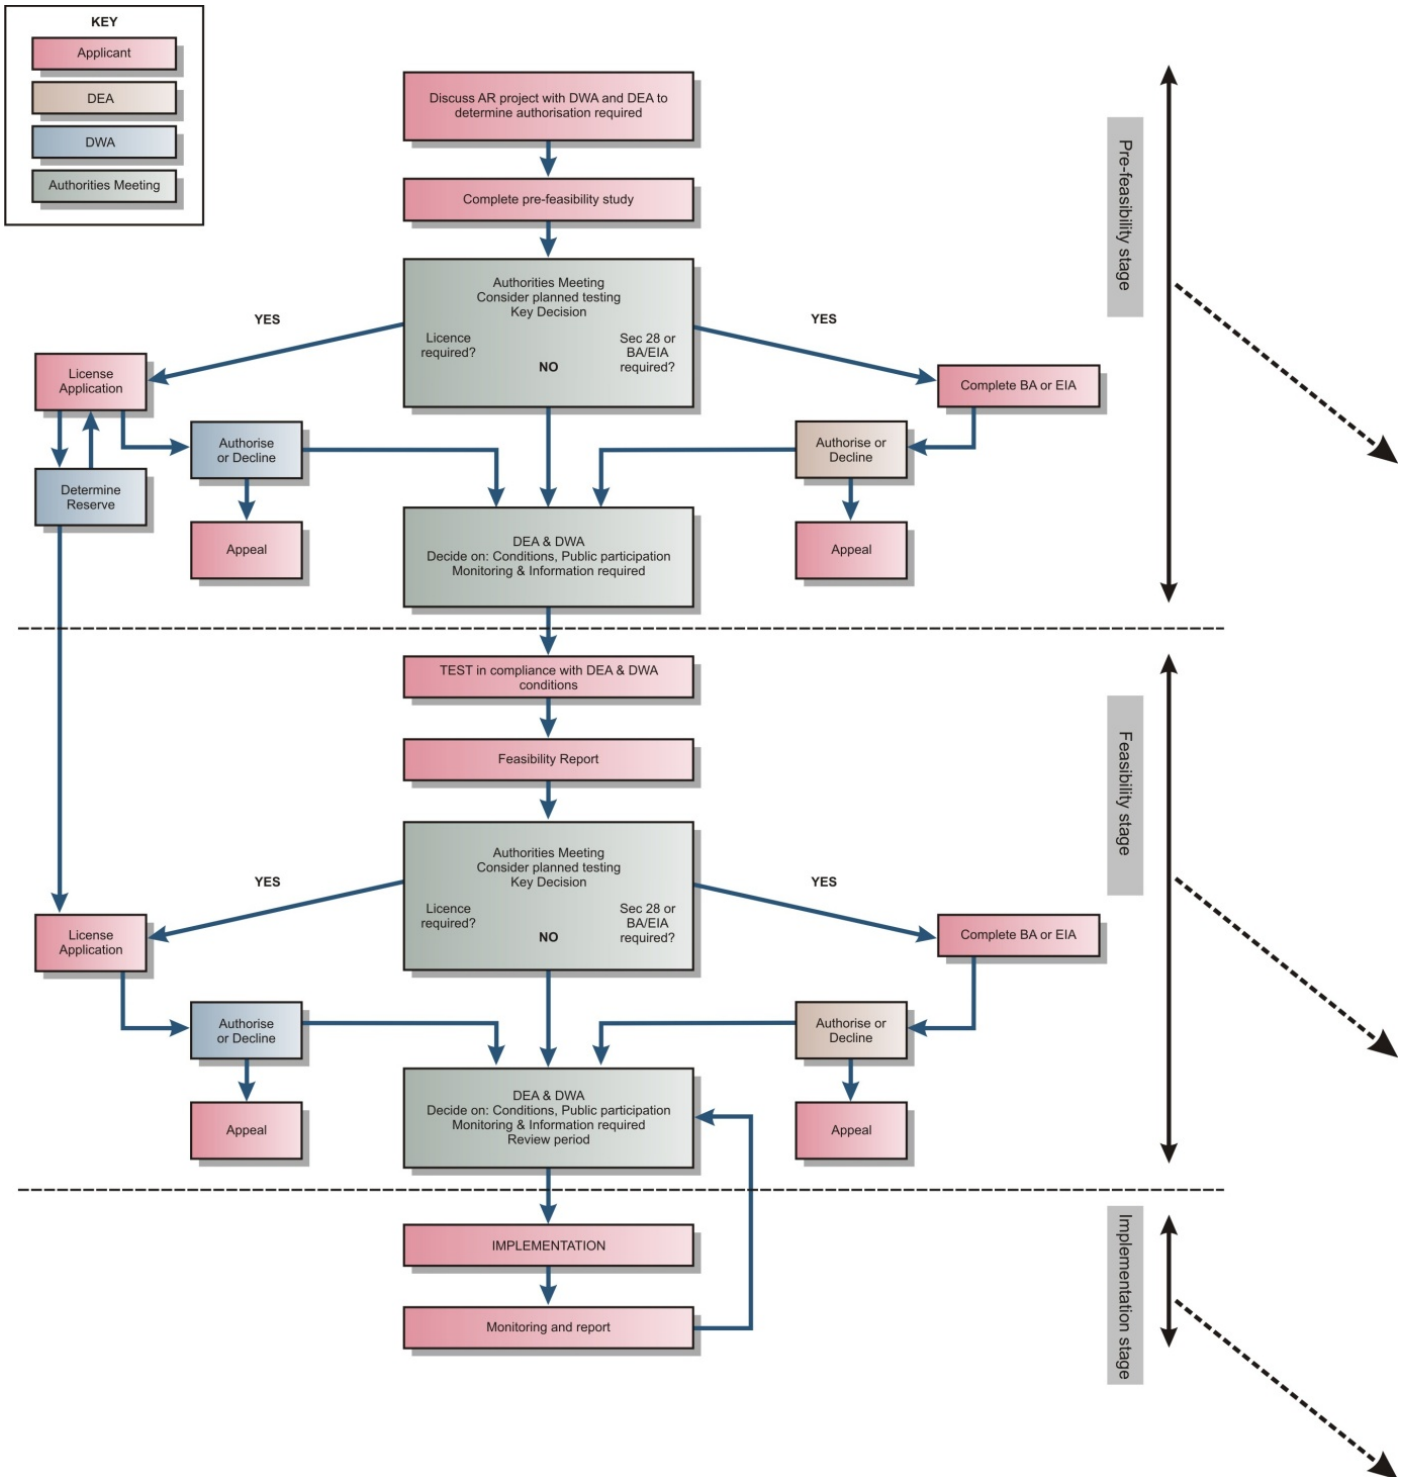 KEY
Applicant
DEA
DWA
Authorities Meeting
Discuss AR project with DWA and DEA to
determine authorisation required
Complete pre-feasibility study
Authorities Meeting
Consider planned testing
Key Decision
Licence
required?
NO
Sec 28 or
BA/EIA
required?
YES
YES
License
Application
Complete BA or EIA
Authorise
or Decline
Authorise or
Decline
Determine
Reserve
Appeal
DEA & DWA
Decide on: Conditions, Public participation
Monitoring & Information required
Appeal
Pre-feasibility stage
TEST in compliance with DEA & DWA
conditions
Feasibility Report
Authorities Meeting
Consider planned testing
Key Decision
Licence
required?
NO
Sec 28 or
BA/EIA
required?
YES
YES
License
Application
Complete BA or EIA
Authorise
or Decline
Authorise or
Decline
Appeal
DEA & DWA
Decide on: Conditions, Public participation
Monitoring & Information required
Review period
Appeal
Feasibility stage
IMPLEMENTATION
Monitoring and report
Implementation stage